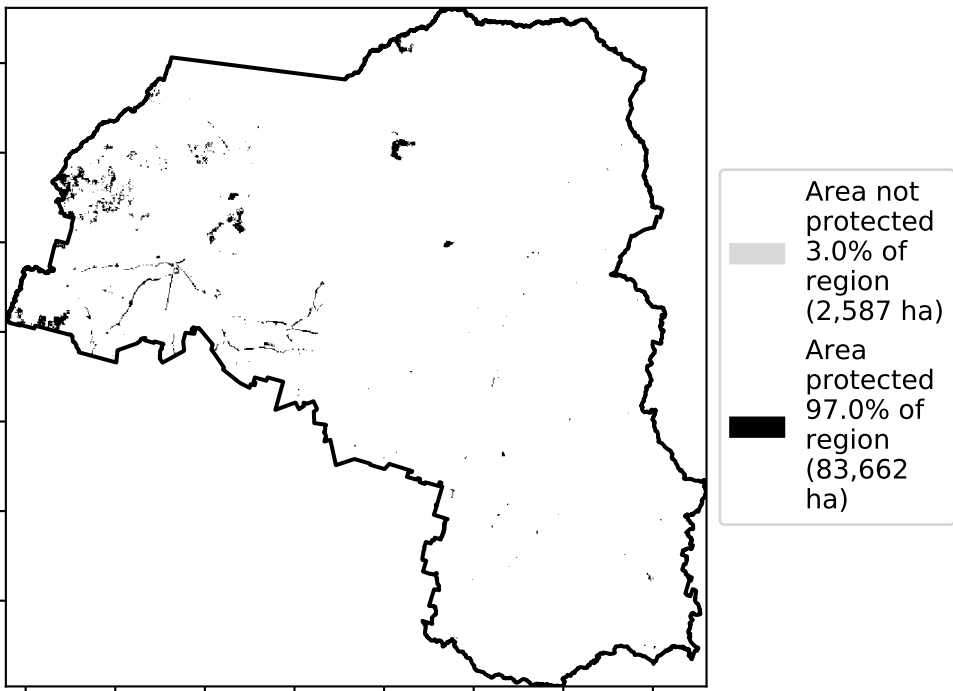 Area not
protected
3.0% of
region
(2,587 ha)
Area
protected
97.0% of
region
(83,662
ha)